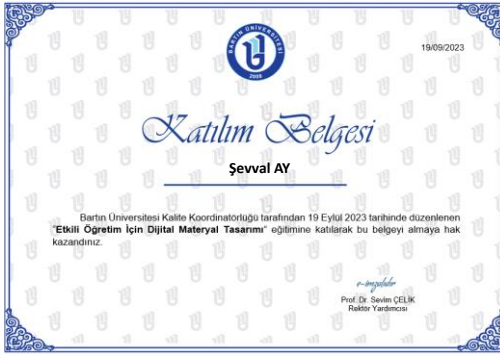 BARTIN ÜNİVERSİTESİ
2008
19/09/2023
Katılım Belgesi
Şevval AY
Bartın Üniversitesi Kalite Koordinatörlüğü tarafından 19 Eylül 2023 tarihinde düzenlenen
"Etkili Öğretim İçin Dijital Materyal Tasarımı" eğitimine katılarak bu belgeyi almaya hak
kazandınız.
e-imzalıdır
Prof. Dr. Sevim ÇELİK
Rektör Yardımcısı